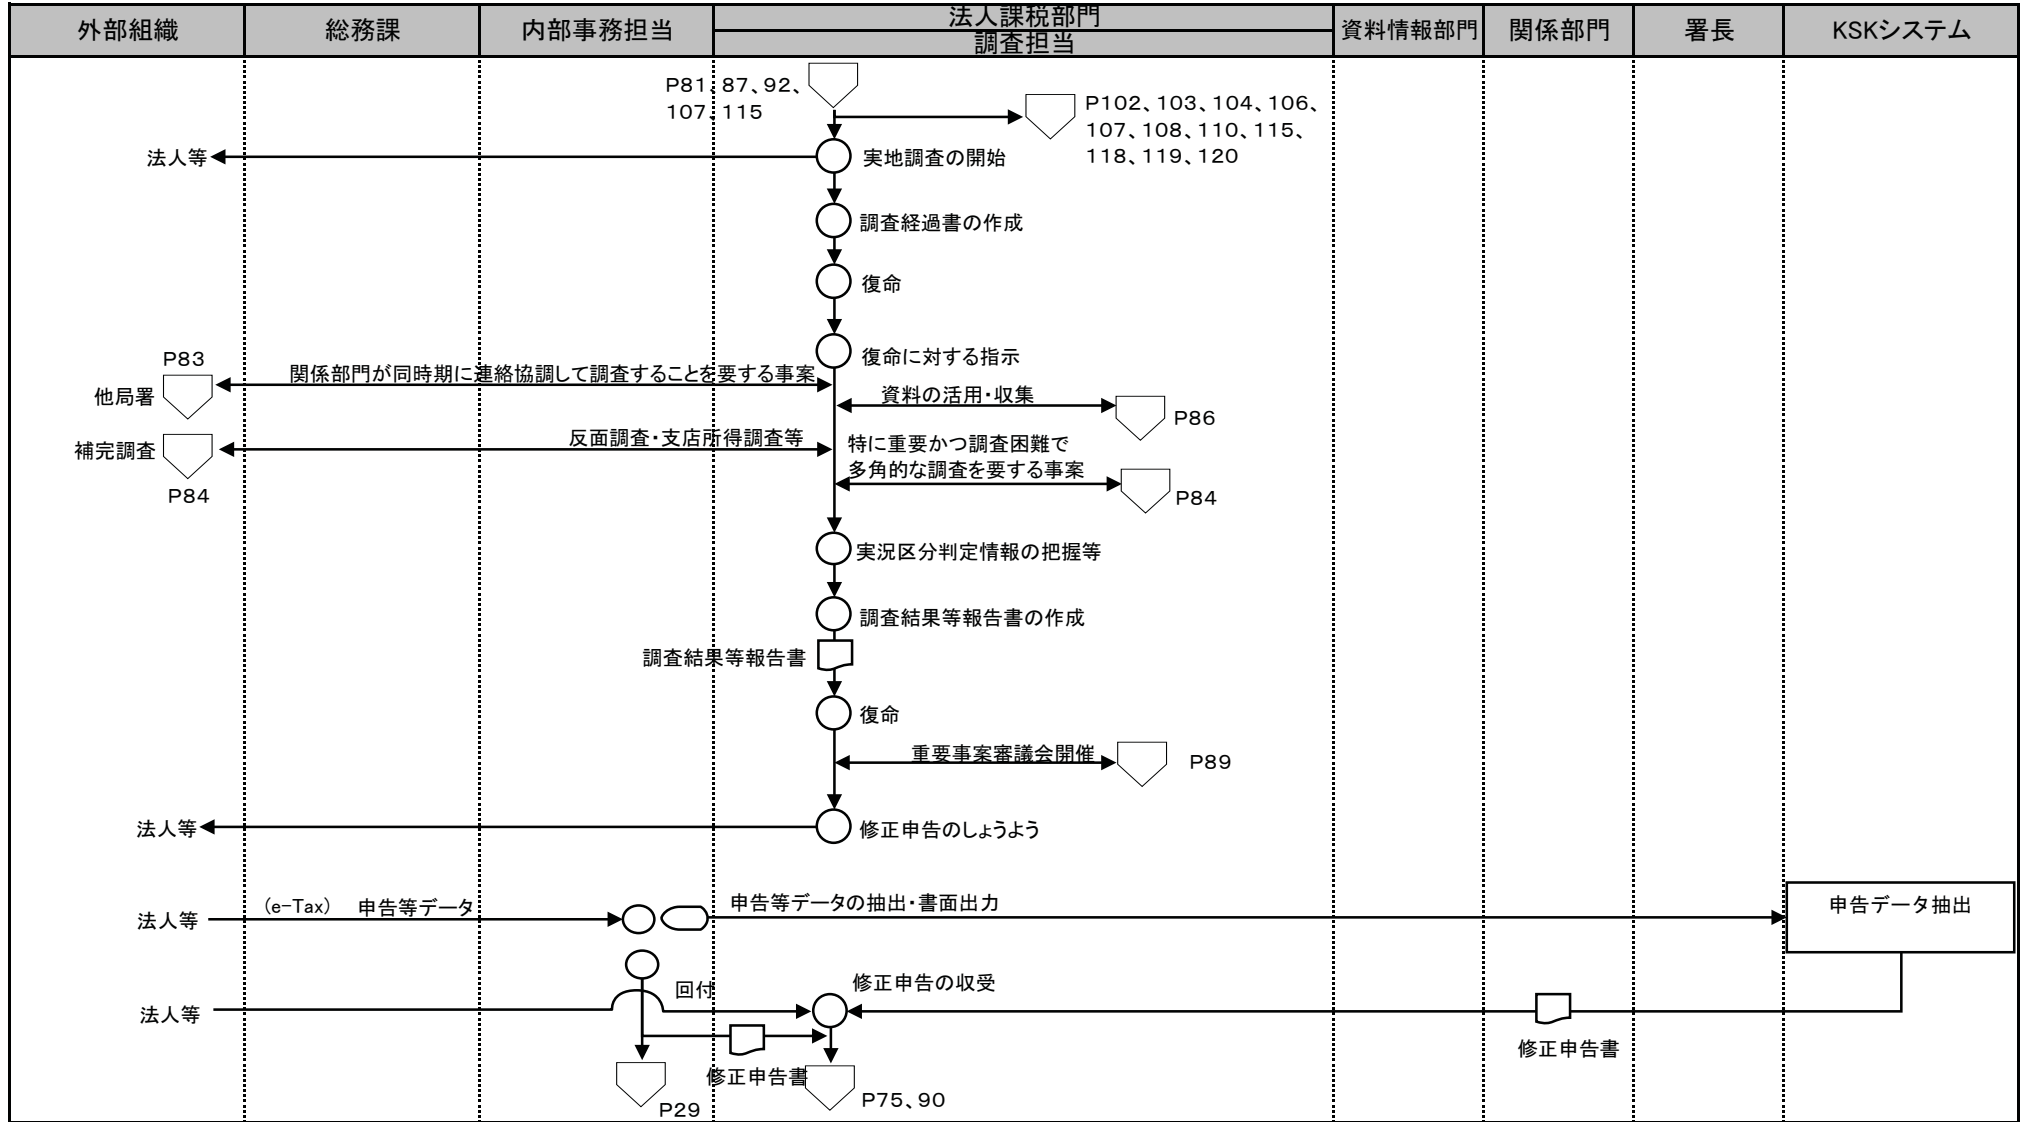 外部組織
総務課
内部事務担当
法人課税部門
調査担当
資料情報部門
関係部門
署長
KSKシステム
P81、87、92、
107、115
P102、103、104、106、
107、108、110、115、
118、119、120
法人等
実地調査の開始
調査経過書の作成
復命
復命に対する指示
P83
他局署
関係部門が同時期に連絡協調して調査することを要する事案
資料の活用・収集
P86
補完調査
反面調査・支店所得調査等
P84
特に重要かつ調査困難で
多角的な調査を要する事案
P84
実況区分判定情報の把握等
調査結果等報告書の作成
調査結果等報告書
復命
重要事案審議会開催
P89
法人等
修正申告のしょうよう
法人等
(e-Tax) 申告等データ
申告等データの抽出・書面出力
申告データ抽出
法人等
回付
修正申告の収受
修正申告書
修正申告書
P29
P75、90